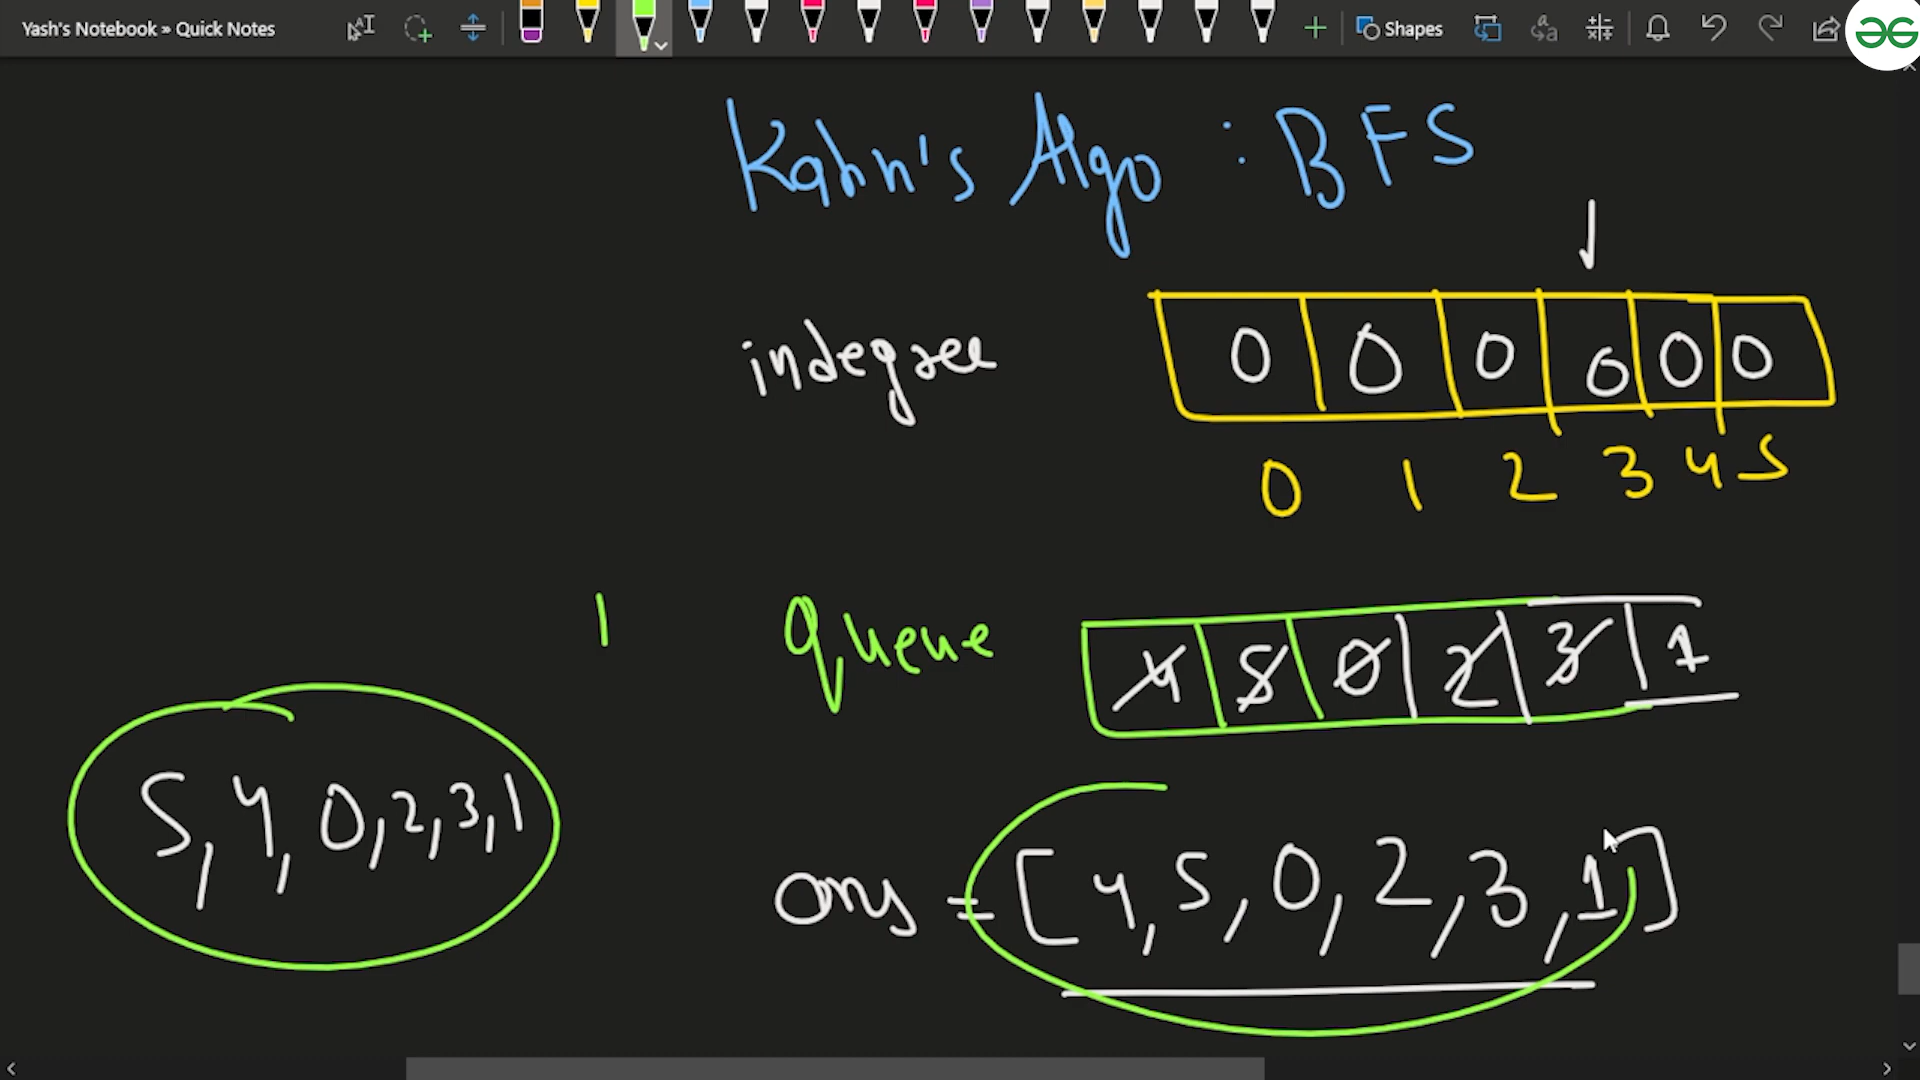 Yash's Notebook » Quick Notes
Shapes
Kahn's Algo : BFS
indegree 0 0 0 0 0 0
0 1 2 3 4 5
1
Queue 4 5 0 2 3 1
5, 4, 0, 2, 3, 1
ans = [4, 5, 0, 2, 3, 1]